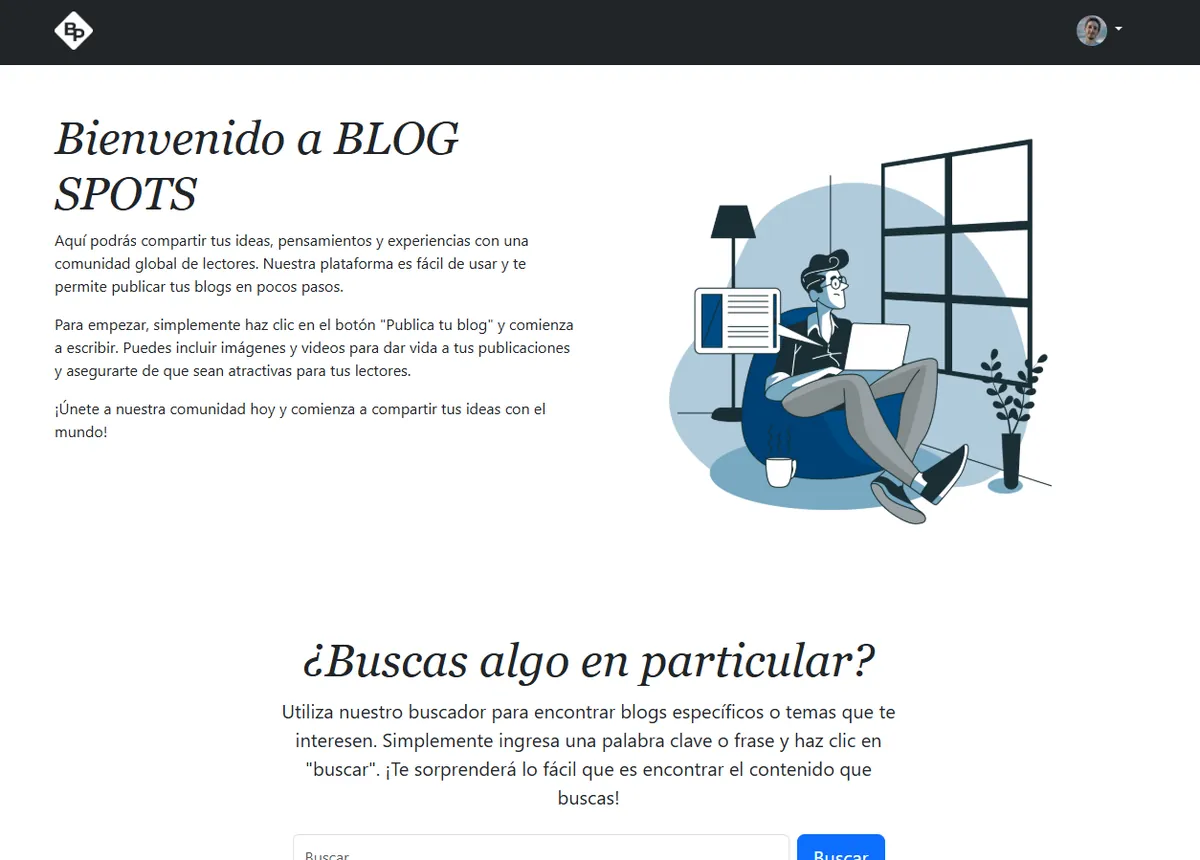 BP
Bienvenido a BLOG
SPOTS
Aquí podrás compartir tus ideas, pensamientos y experiencias con una
comunidad global de lectores. Nuestra plataforma es fácil de usar y te
permite publicar tus blogs en pocos pasos.
Para empezar, simplemente haz clic en el botón "Publica tu blog" y comienza
a escribir. Puedes incluir imágenes y videos para dar vida a tus publicaciones
y asegurarte de que sean atractivas para tus lectores.
¡Únete a nuestra comunidad hoy y comienza a compartir tus ideas con el
mundo!
¿Buscas algo en particular?
Utiliza nuestro buscador para encontrar blogs específicos o temas que te
interesen. Simplemente ingresa una palabra clave o frase y haz clic en
"buscar". ¡Te sorprenderá lo fácil que es encontrar el contenido que
buscas!
Buscar
Buscar